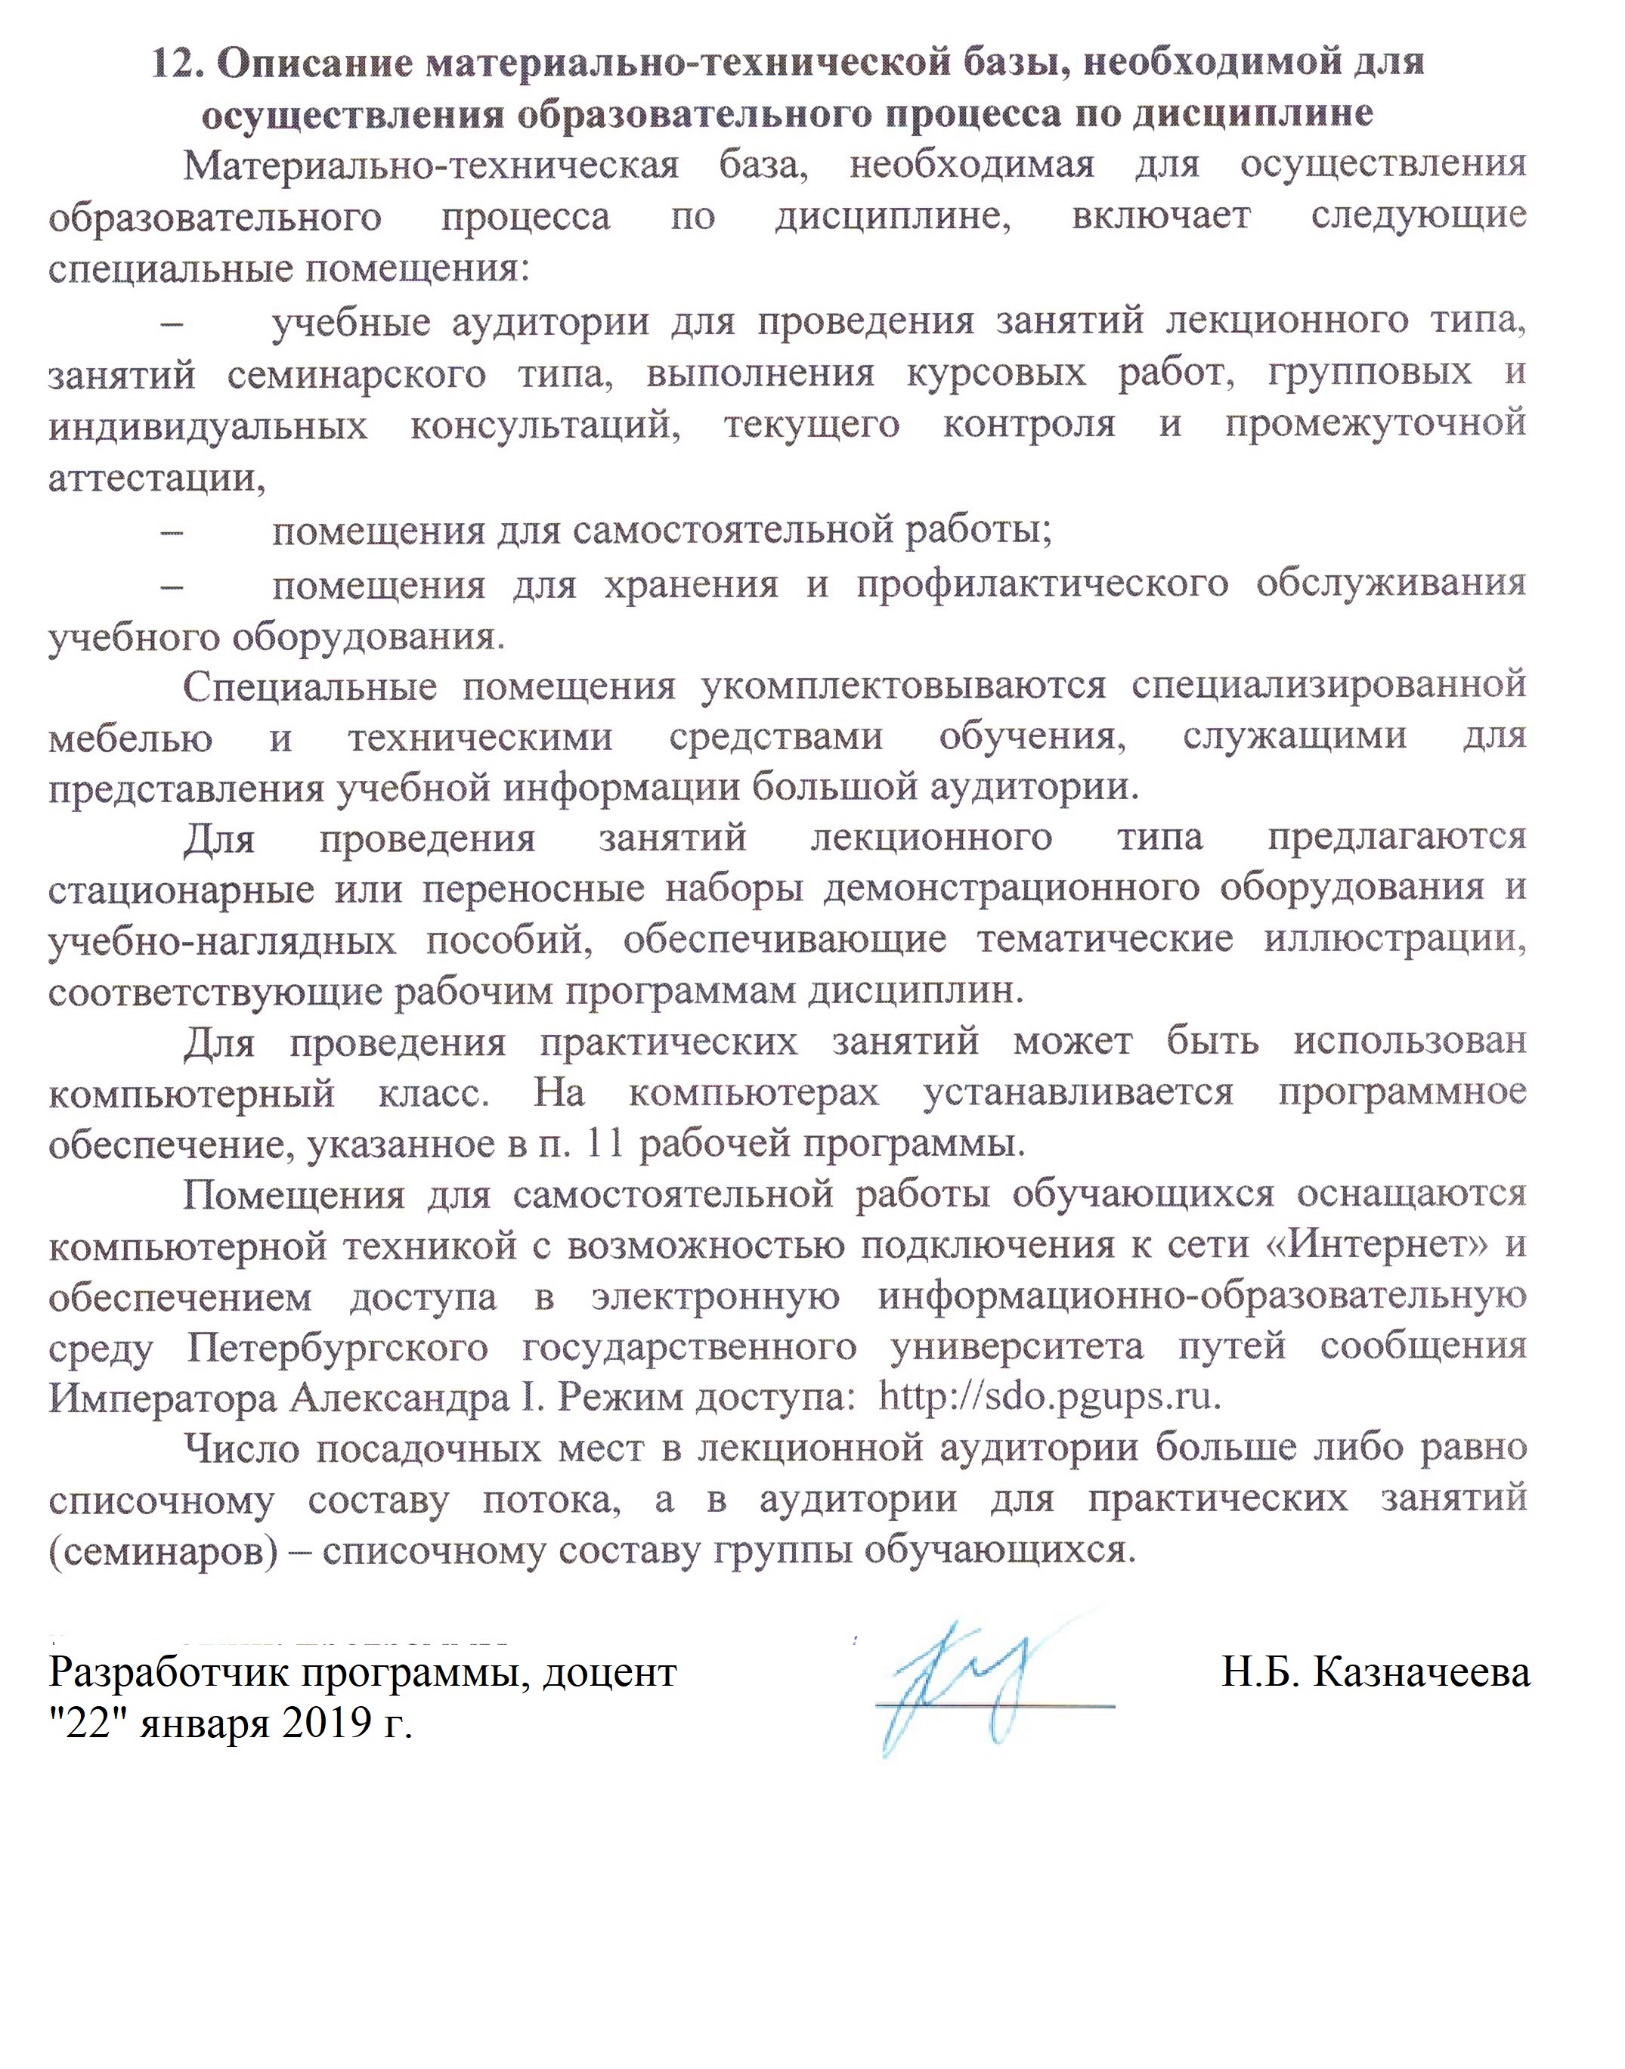 12. Описание материально-технической базы, необходимой для
осуществления образовательного процесса по дисциплине
Материально-техническая база, необходимая для осуществления
образовательного процесса по дисциплине, включает следующие
специальные помещения:
– учебные аудитории для проведения занятий лекционного типа,
занятий семинарского типа, выполнения курсовых работ, групповых и
индивидуальных консультаций, текущего контроля и промежуточной
аттестации,
– помещения для самостоятельной работы;
– помещения для хранения и профилактического обслуживания
учебного оборудования.
Специальные помещения укомплектовываются специализированной
мебелью и техническими средствами обучения, служащими для
представления учебной информации большой аудитории.
Для проведения занятий лекционного типа предлагаются
стационарные или переносные наборы демонстрационного оборудования и
учебно-наглядных пособий, обеспечивающие тематические иллюстрации,
соответствующие рабочим программам дисциплин.
Для проведения практических занятий может быть использован
компьютерный класс. На компьютерах устанавливается программное
обеспечение, указанное в п. 11 рабочей программы.
Помещения для самостоятельной работы обучающихся оснащаются
компьютерной техникой с возможностью подключения к сети «Интернет» и
обеспечением доступа в электронную информационно-образовательную
среду Петербургского государственного университета путей сообщения
Императора Александра I. Режим доступа: http://sdo.pgups.ru.
Число посадочных мест в лекционной аудитории больше либо равно
списочному составу потока, а в аудитории для практических занятий
(семинаров) – списочному составу группы обучающихся.
Разработчик программы, доцент Н.Б. Казначеева
"22" января 2019 г.